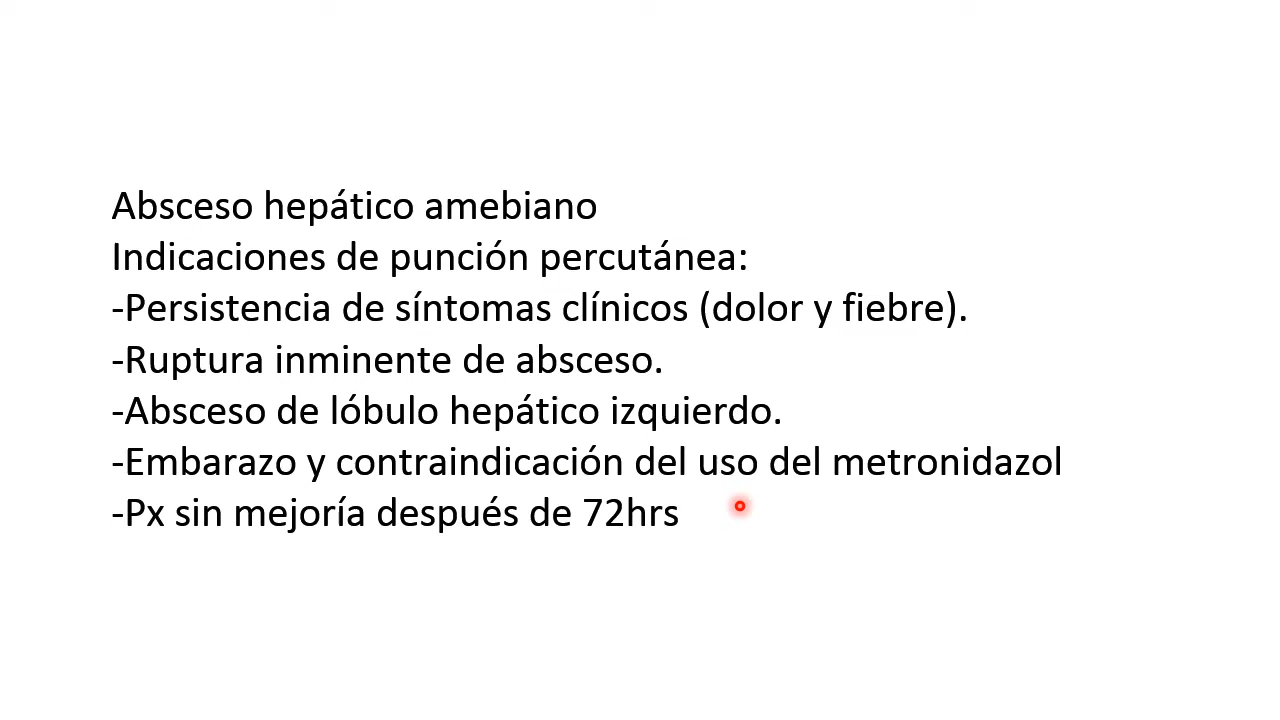 Absceso hepático amebiano
Indicaciones de punción percutánea:
-Persistencia de síntomas clínicos (dolor y fiebre).
-Ruptura inminente de absceso.
-Absceso de lóbulo hepático izquierdo.
-Embarazo y contraindicación del uso del metronidazol
-Px sin mejoría después de 72hrs